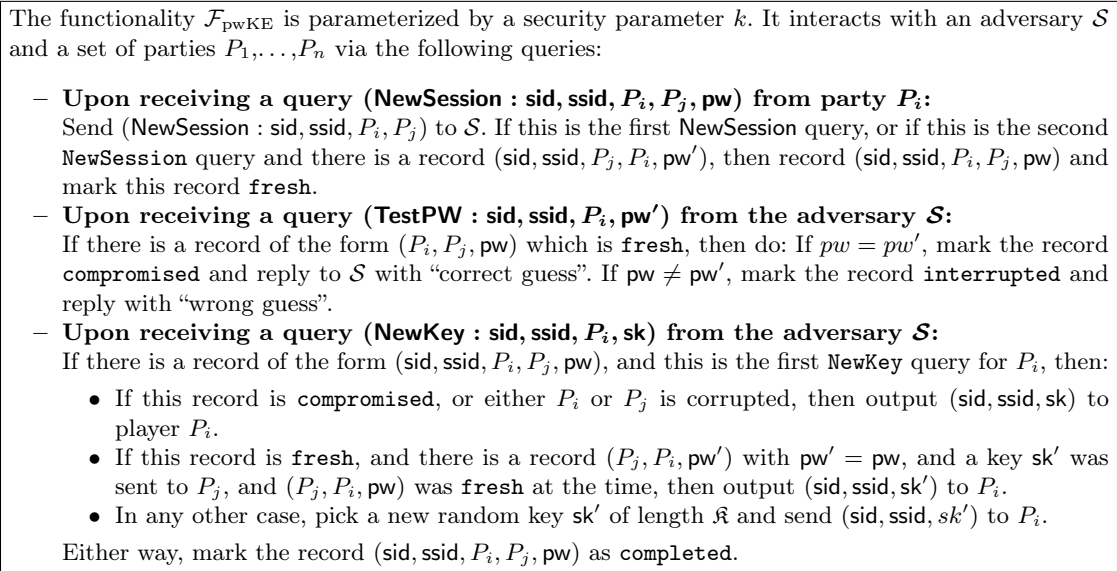 The functionality $\mathcal{F}_{\mathrm{pwKE}}$ is parameterized by a security parameter $k$. It interacts with an adversary $\mathcal{S}$
and a set of parties $P_1$,…,$P_n$ via the following queries:
– Upon receiving a query (NewSession : sid, ssid, $P_i$, $P_j$, pw) from party $P_i$:
Send (NewSession : sid, ssid, $P_i$, $P_j$) to $\mathcal{S}$. If this is the first NewSession query, or if this is the second
NewSession query and there is a record (sid, ssid, $P_j$, $P_i$, pw′), then record (sid, ssid, $P_i$, $P_j$, pw) and
mark this record fresh.
– Upon receiving a query (TestPW : sid, ssid, $P_i$, pw′) from the adversary $\mathcal{S}$:
If there is a record of the form ($P_i$, $P_j$, pw) which is fresh, then do: If $pw = pw'$, mark the record
compromised and reply to $\mathcal{S}$ with “correct guess”. If pw ≠ pw′, mark the record interrupted and
reply with “wrong guess”.
– Upon receiving a query (NewKey : sid, ssid, $P_i$, sk) from the adversary $\mathcal{S}$:
If there is a record of the form (sid, ssid, $P_i$, $P_j$, pw), and this is the first NewKey query for $P_i$, then:
• If this record is compromised, or either $P_i$ or $P_j$ is corrupted, then output (sid, ssid, sk) to
player $P_i$.
• If this record is fresh, and there is a record ($P_j$, $P_i$, pw′) with pw′ = pw, and a key sk′ was
sent to $P_j$, and ($P_j$, $P_i$, pw) was fresh at the time, then output (sid, ssid, sk′) to $P_i$.
• In any other case, pick a new random key sk′ of length $\mathfrak{K}$ and send (sid, ssid, $sk'$) to $P_i$.
Either way, mark the record (sid, ssid, $P_i$, $P_j$, pw) as completed.